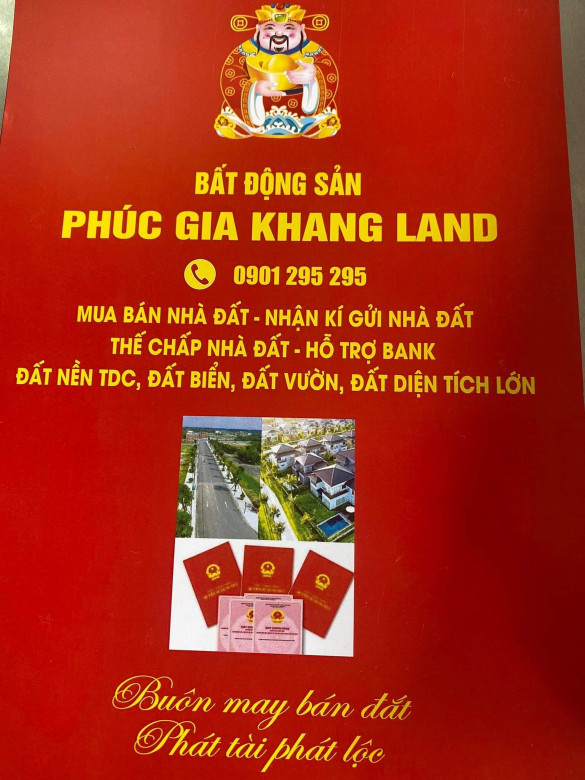 BẤT ĐỘNG SẢN
PHÚC GIA KHANG LAND
0901 295 295
MUA BÁN NHÀ ĐẤT - NHẬN KÍ GỬI NHÀ ĐẤT
THẾ CHẤP NHÀ ĐẤT - HỖ TRỢ BANK
ĐẤT NỀN TDC, ĐẤT BIỂN, ĐẤT VƯỜN, ĐẤT DIỆN TÍCH LỚN
Buôn may bán đắt
Phát tài phát lộc